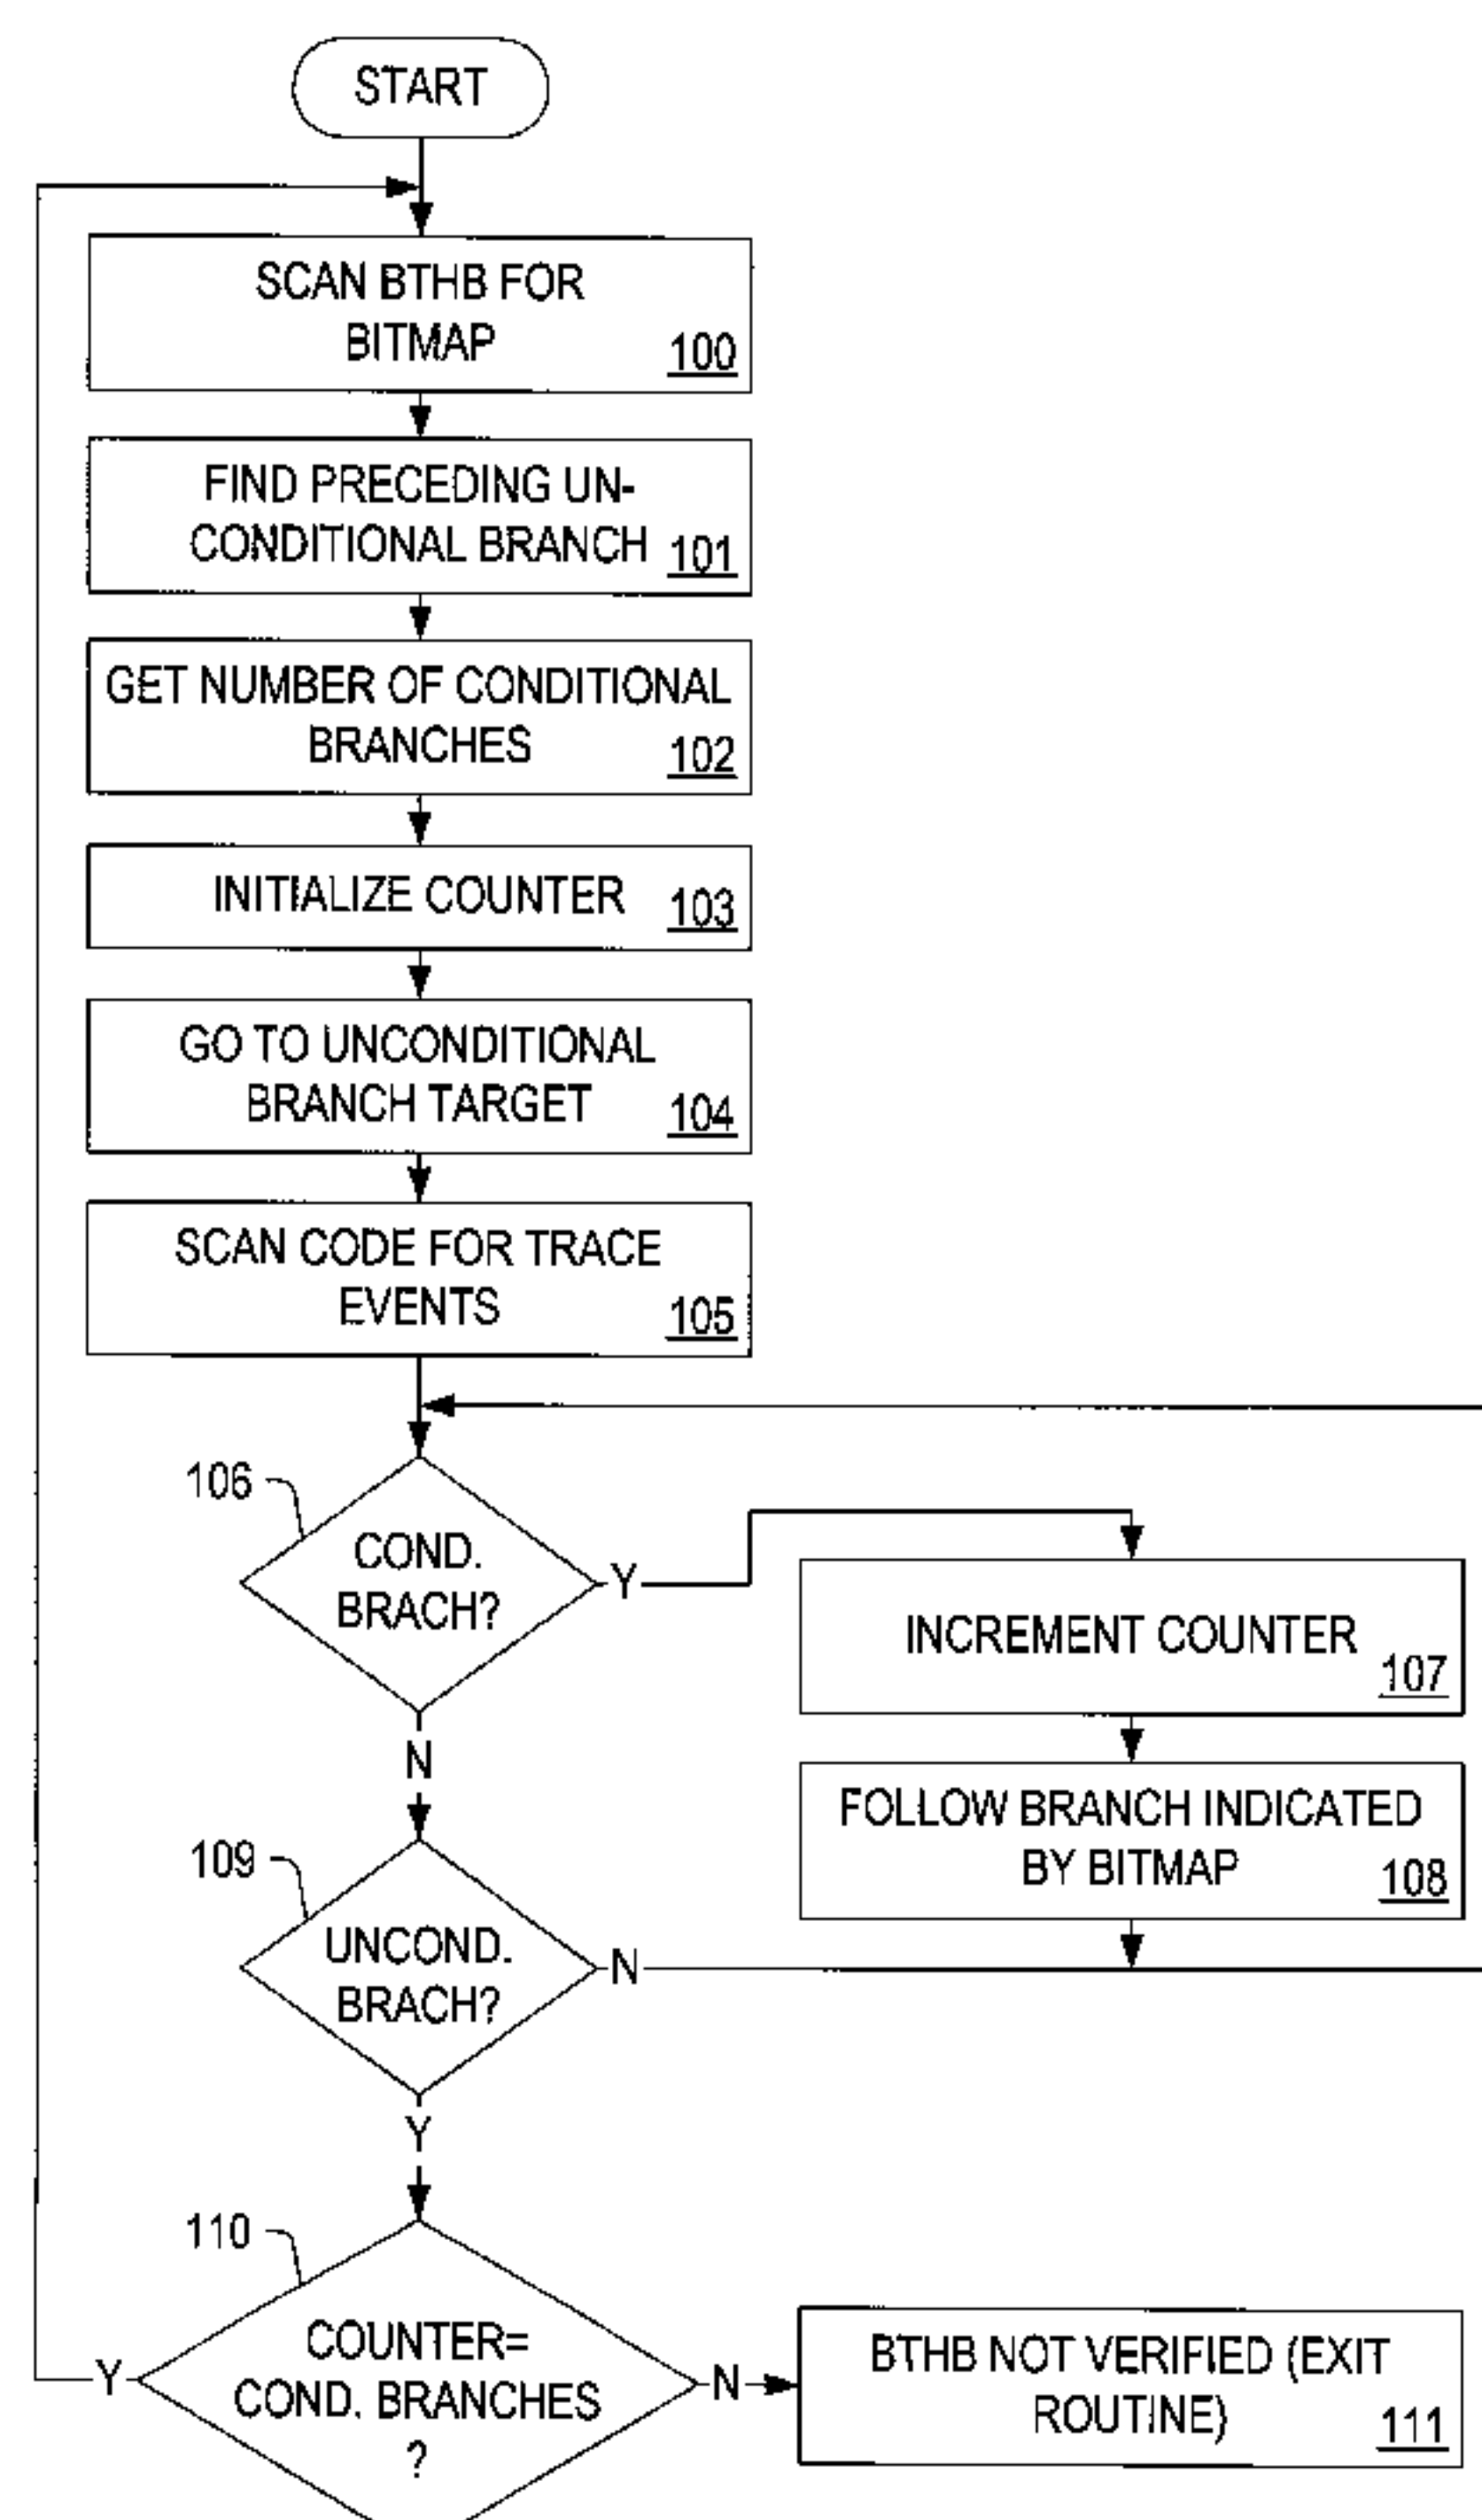 START
SCAN BTHB FOR
BITMAP
100
FIND PRECEDING UN-
CONDITIONAL BRANCH
101
GET NUMBER OF CONDITIONAL
BRANCHES
102
INITIALIZE COUNTER
103
GO TO UNCONDITIONAL
BRANCH TARGET
104
SCAN CODE FOR TRACE
EVENTS
105
106
COND.
BRACH?
Y
INCREMENT COUNTER
107
N
FOLLOW BRANCH INDICATED
BY BITMAP
108
109
UNCOND.
BRACH?
N
Y
110
COUNTER=
COND. BRANCHES
?
Y
N
BTHB NOT VERIFIED (EXIT
ROUTINE)
111